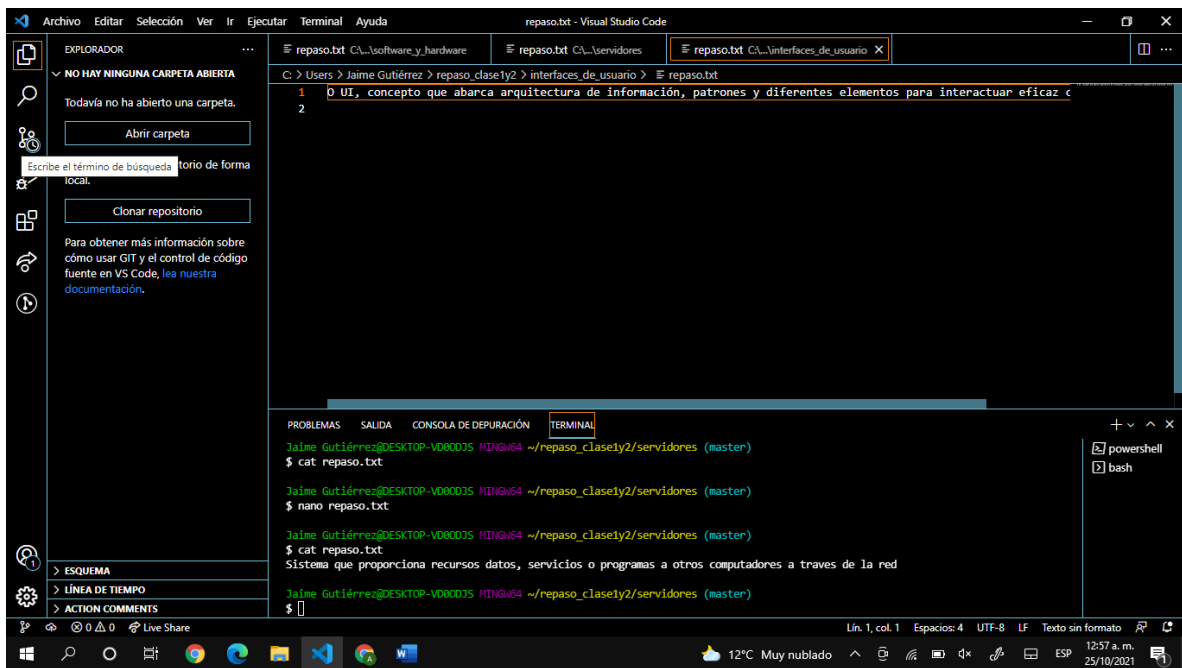 Archivo Editar Selección Ver Ir Ejecutar Terminal Ayuda
repaso.txt - Visual Studio Code
EXPLORADOR
NO HAY NINGUNA CARPETA ABIERTA
Todavía no ha abierto una carpeta.
Abrir carpeta
Escribe el término de búsqueda
torio de forma
local.
Clonar repositorio
Para obtener más información sobre
cómo usar GIT y el control de código
fuente en VS Code, lea nuestra
documentación.
ESQUEMA
LÍNEA DE TIEMPO
ACTION COMMENTS
repaso.txt C:\...\software_y_hardware
repaso.txt C:\...\servidores
repaso.txt C:\...\interfaces_de_usuario
C: > Users > Jaime Gutiérrez > repaso_clase1y2 > interfaces_de_usuario > repaso.txt
1 O UI, concepto que abarca arquitectura de información, patrones y diferentes elementos para interactuar eficaz c
2
PROBLEMAS SALIDA CONSOLA DE DEPURACIÓN TERMINAL
Jaime Gutiérrez@DESKTOP-VD0ODJS MINGW64 ~/repaso_clase1y2/servidores (master)
$ cat repaso.txt
Jaime Gutiérrez@DESKTOP-VD0ODJS MINGW64 ~/repaso_clase1y2/servidores (master)
$ nano repaso.txt
Jaime Gutiérrez@DESKTOP-VD0ODJS MINGW64 ~/repaso_clase1y2/servidores (master)
$ cat repaso.txt
Sistema que proporciona recursos datos, servicios o programas a otros computadores a traves de la red
Jaime Gutiérrez@DESKTOP-VD0ODJS MINGW64 ~/repaso_clase1y2/servidores (master)
$
powershell
bash
1
0 0 Live Share
Lín. 1, col. 1 Espacios: 4 UTF-8 LF Texto sin formato
12°C Muy nublado
ESP
12:57 a. m.
25/10/2021
1